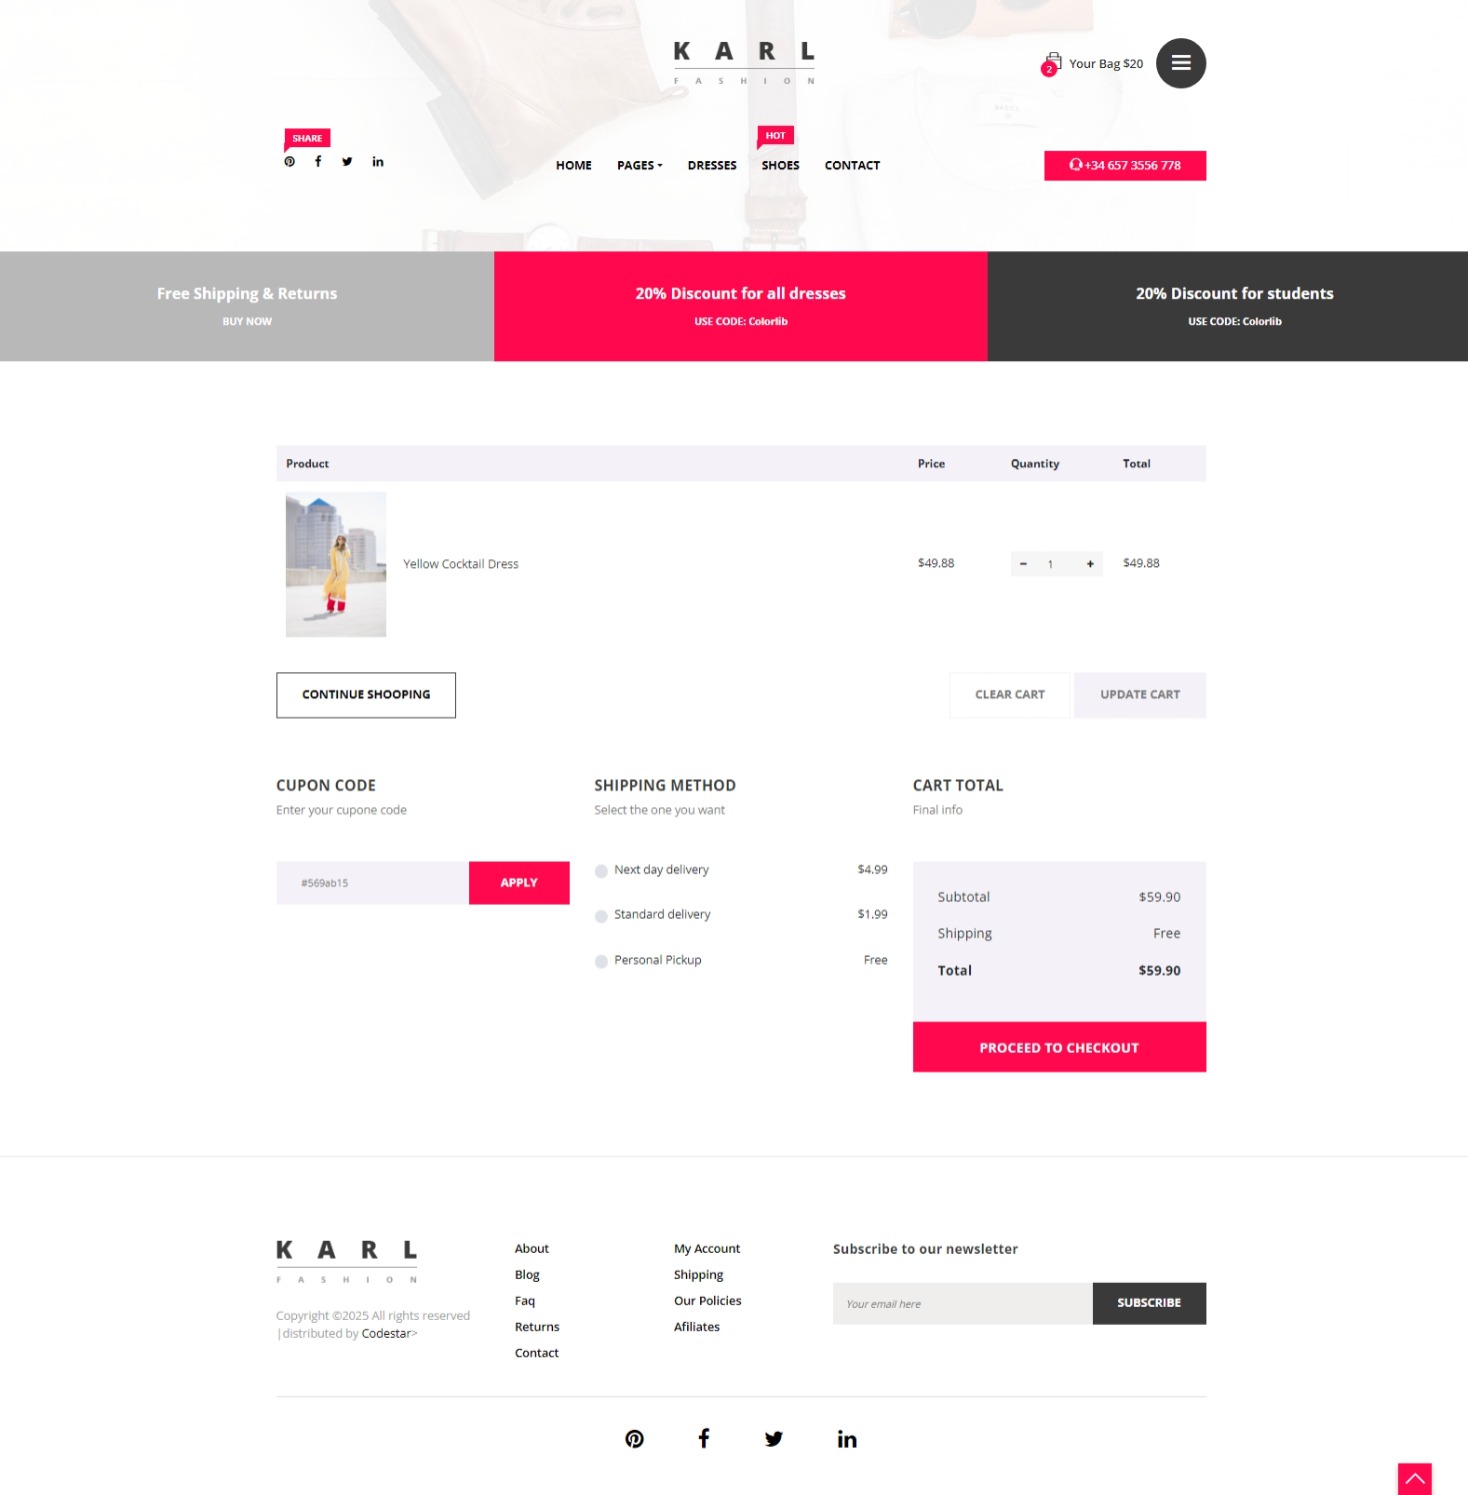 KARL
FASHION
2
Your Bag $20
SHARE
HOT
HOME PAGES DRESSES SHOES CONTACT
+34 657 3556 778
Free Shipping & Returns
BUY NOW
20% Discount for all dresses
USE CODE: Colorlib
20% Discount for students
USE CODE: Colorlib
Product Price Quantity Total
Yellow Cocktail Dress $49.88 - 1 + $49.88
CONTINUE SHOOPING
CLEAR CART
UPDATE CART
CUPON CODE
Enter your cupone code
#569ab15
APPLY
SHIPPING METHOD
Select the one you want
Next day delivery $4.99
Standard delivery $1.99
Personal Pickup Free
CART TOTAL
Final info
Subtotal $59.90
Shipping Free
Total $59.90
PROCEED TO CHECKOUT
KARL
FASHION
Copyright ©2025 All rights reserved
|distributed by Codestar>
About
Blog
Faq
Returns
Contact
My Account
Shipping
Our Policies
Afiliates
Subscribe to our newsletter
Your email here
SUBSCRIBE